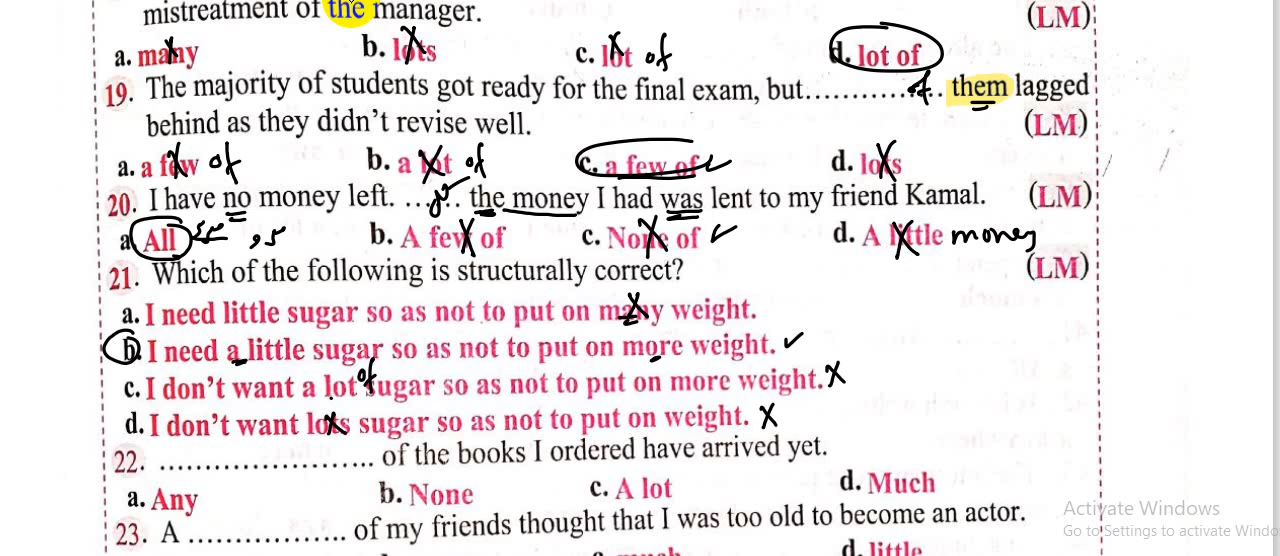 mistreatment of the manager. (LM)
a. many b. lots c. lot of d. lot of
19. The majority of students got ready for the final exam, but............ of .. them lagged
behind as they didn't revise well. (LM)
a. a few of b. a lot of c. a few of d. lots
20. I have no money left. ...... the money I had was lent to my friend Kamal. (LM)
a. All b. A few of c. None of d. A little money
21. Which of the following is structurally correct? (LM)
a. I need little sugar so as not to put on many weight.
b. I need a little sugar so as not to put on more weight.
c. I don't want a lot of sugar so as not to put on more weight.
d. I don't want lots sugar so as not to put on weight.
22. ........................ of the books I ordered have arrived yet.
a. Any b. None c. A lot d. Much
23. A ................. of my friends thought that I was too old to become an actor.
d. little
Activate Windows
Go to Settings to activate Windo